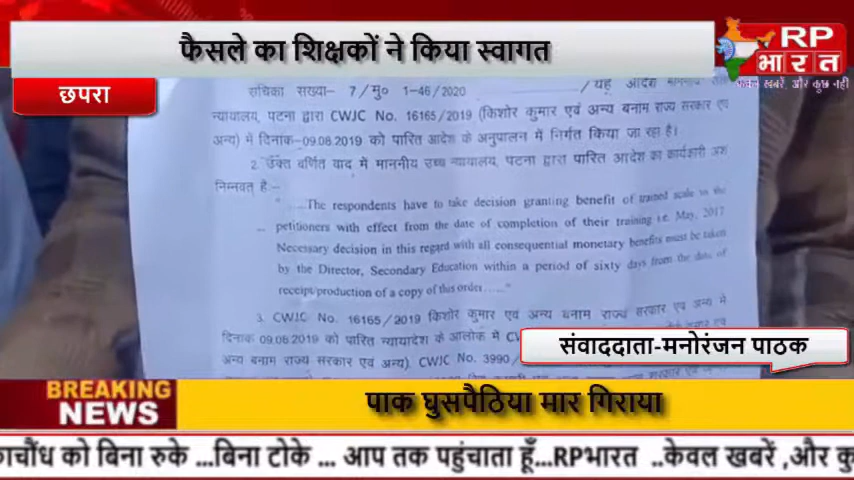 फैसले का शिक्षकों ने किया स्वागत
RP
भारत
केवल खबरें, और कुछ नहीं
छपरा
संचिका संख्या- 7/मु० 1-46/2020 / यह आदेश माननीय
न्यायालय, पटना द्वारा CWJC No. 16165/2019 (किशोर कुमार एवं अन्य बनाम राज्य सरकार एवं
अन्य) में दिनांक-09.08.2019 को पारित आदेश के अनुपालन में निर्गत किया जा रहा है।
2. उक्त वर्णित वाद में माननीय उच्च न्यायालय, पटना द्वारा पारित आदेश का कार्यकारी अंश
निम्नवत् है:-
"......The respondents have to take decision granting benefit of trained scale to the
... petitioners with effect from the date of completion of their training i.e. May, 2017.
Necessary decision in this regard with all consequential monetary benefits must be taken
by the Director, Secondary Education within a period of sixty days from the date of
receipt/production of a copy of this order......"
3. CWJC No. 16165/2019 किशोर कुमार एवं अन्य बनाम राज्य सरकार एवं अन्य में
दिनांक 09.08.2019 को पारित न्यायादेश के आलोक में
अन्य बनाम राज्य सरकार एवं अन्य), CWJC No. 3990/
संवाददाता-मनोरंजन पाठक
BREAKING
NEWS
पाक घुसपैठिया मार गिराया
काचौंध को बिना रुके ...बिना टोके ... आप तक पहुंचाता हूँ...RPभारत ..केवल खबरें ,और कु